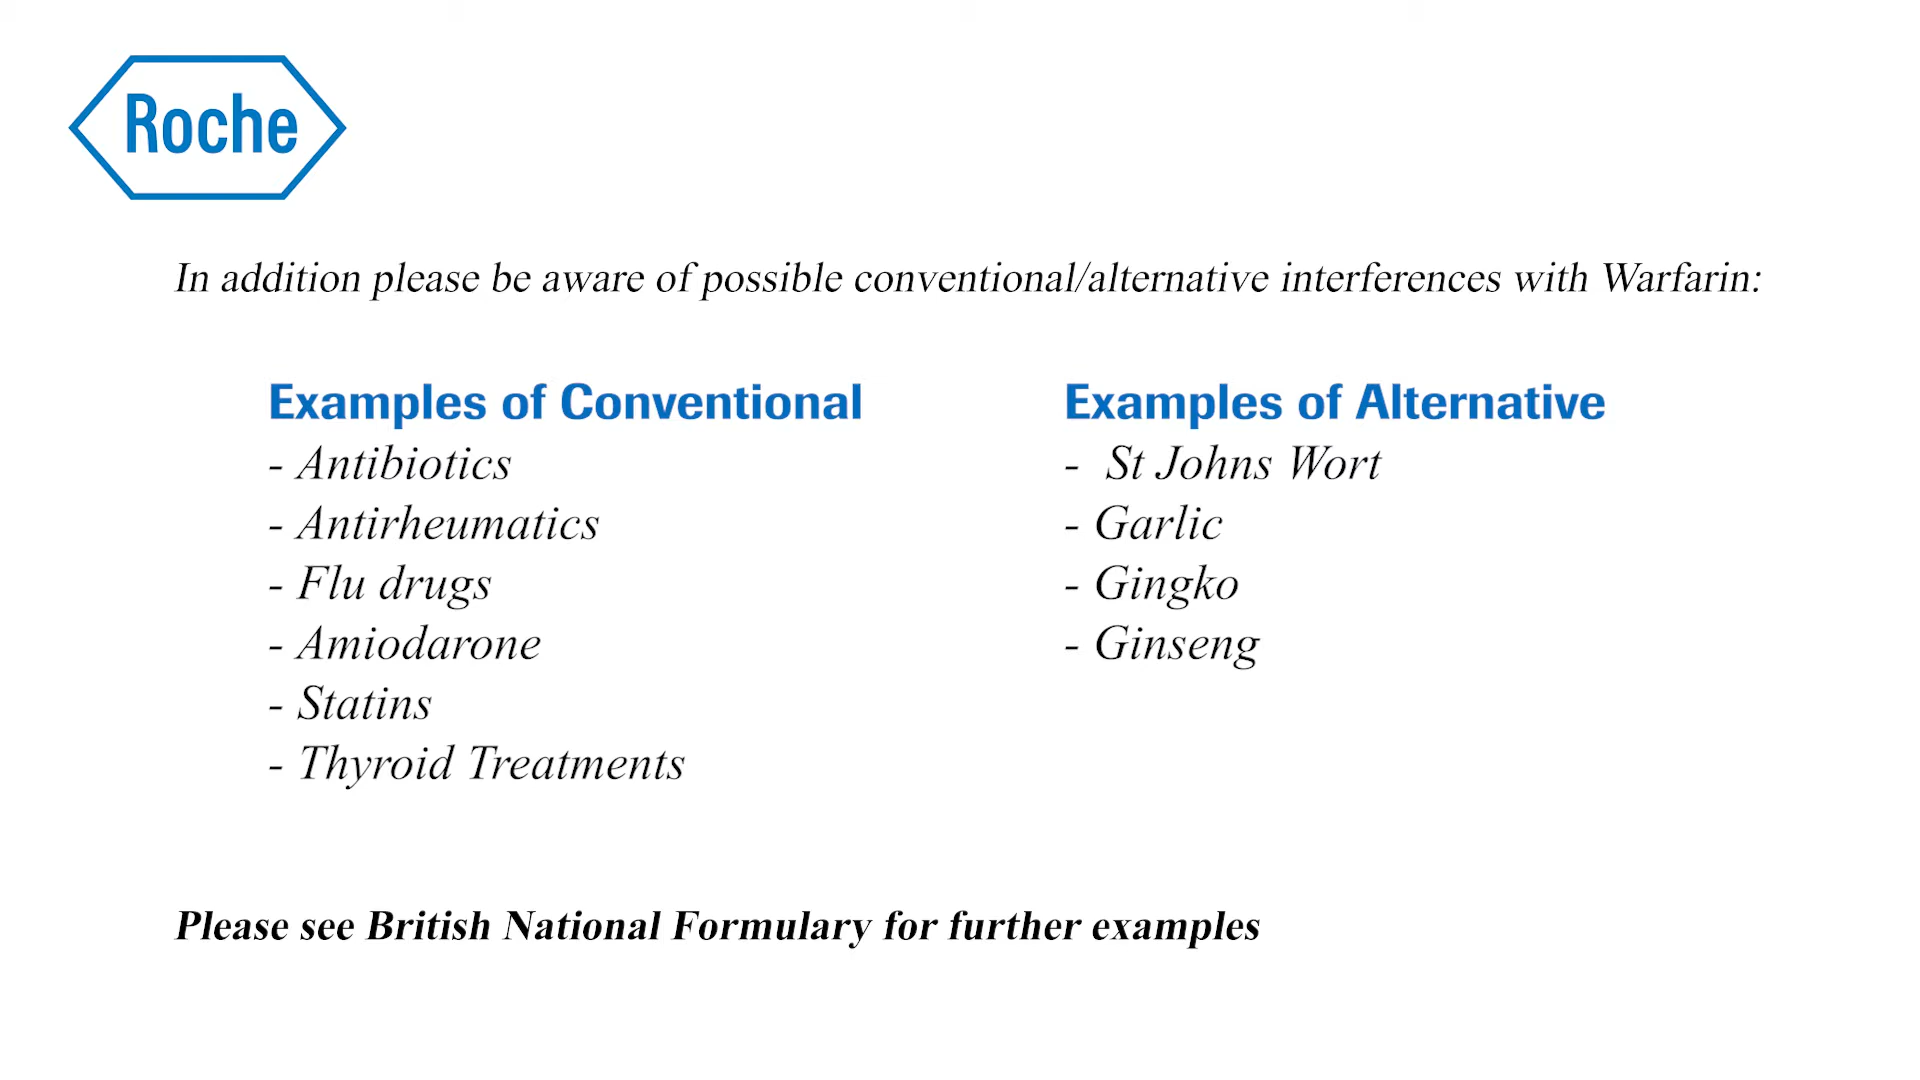 Roche
In addition please be aware of possible conventional/alternative interferences with Warfarin:
Examples of Conventional
- Antibiotics
- Antirheumatics
- Flu drugs
- Amiodarone
- Statins
- Thyroid Treatments
Examples of Alternative
- St Johns Wort
- Garlic
- Gingko
- Ginseng
Please see British National Formulary for further examples